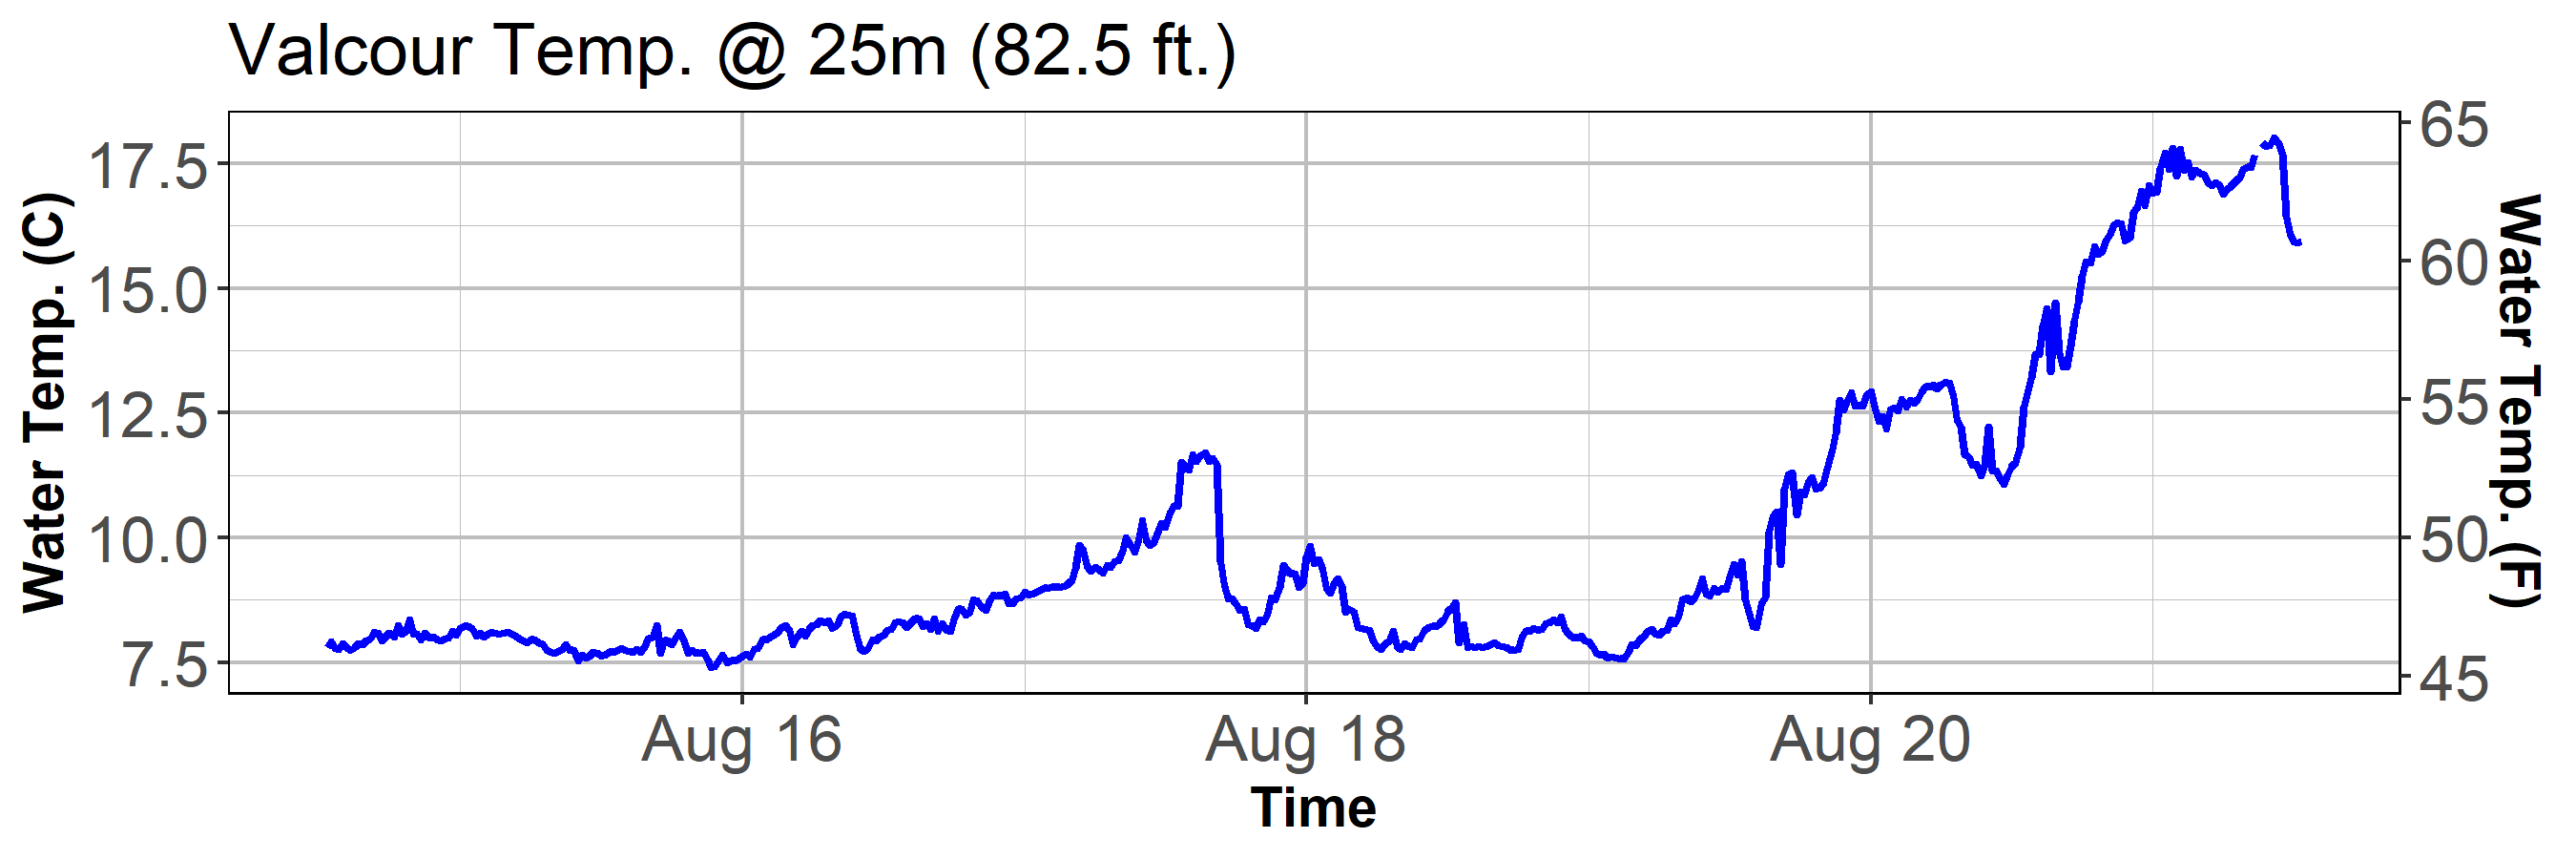 Valcour Temp. @ 25m (82.5 ft.)
Water Temp. (C)
17.5
15.0
12.5
10.0
7.5
65
60
55
50
45
Water Temp. (F)
Aug 16
Aug 18
Aug 20
Time